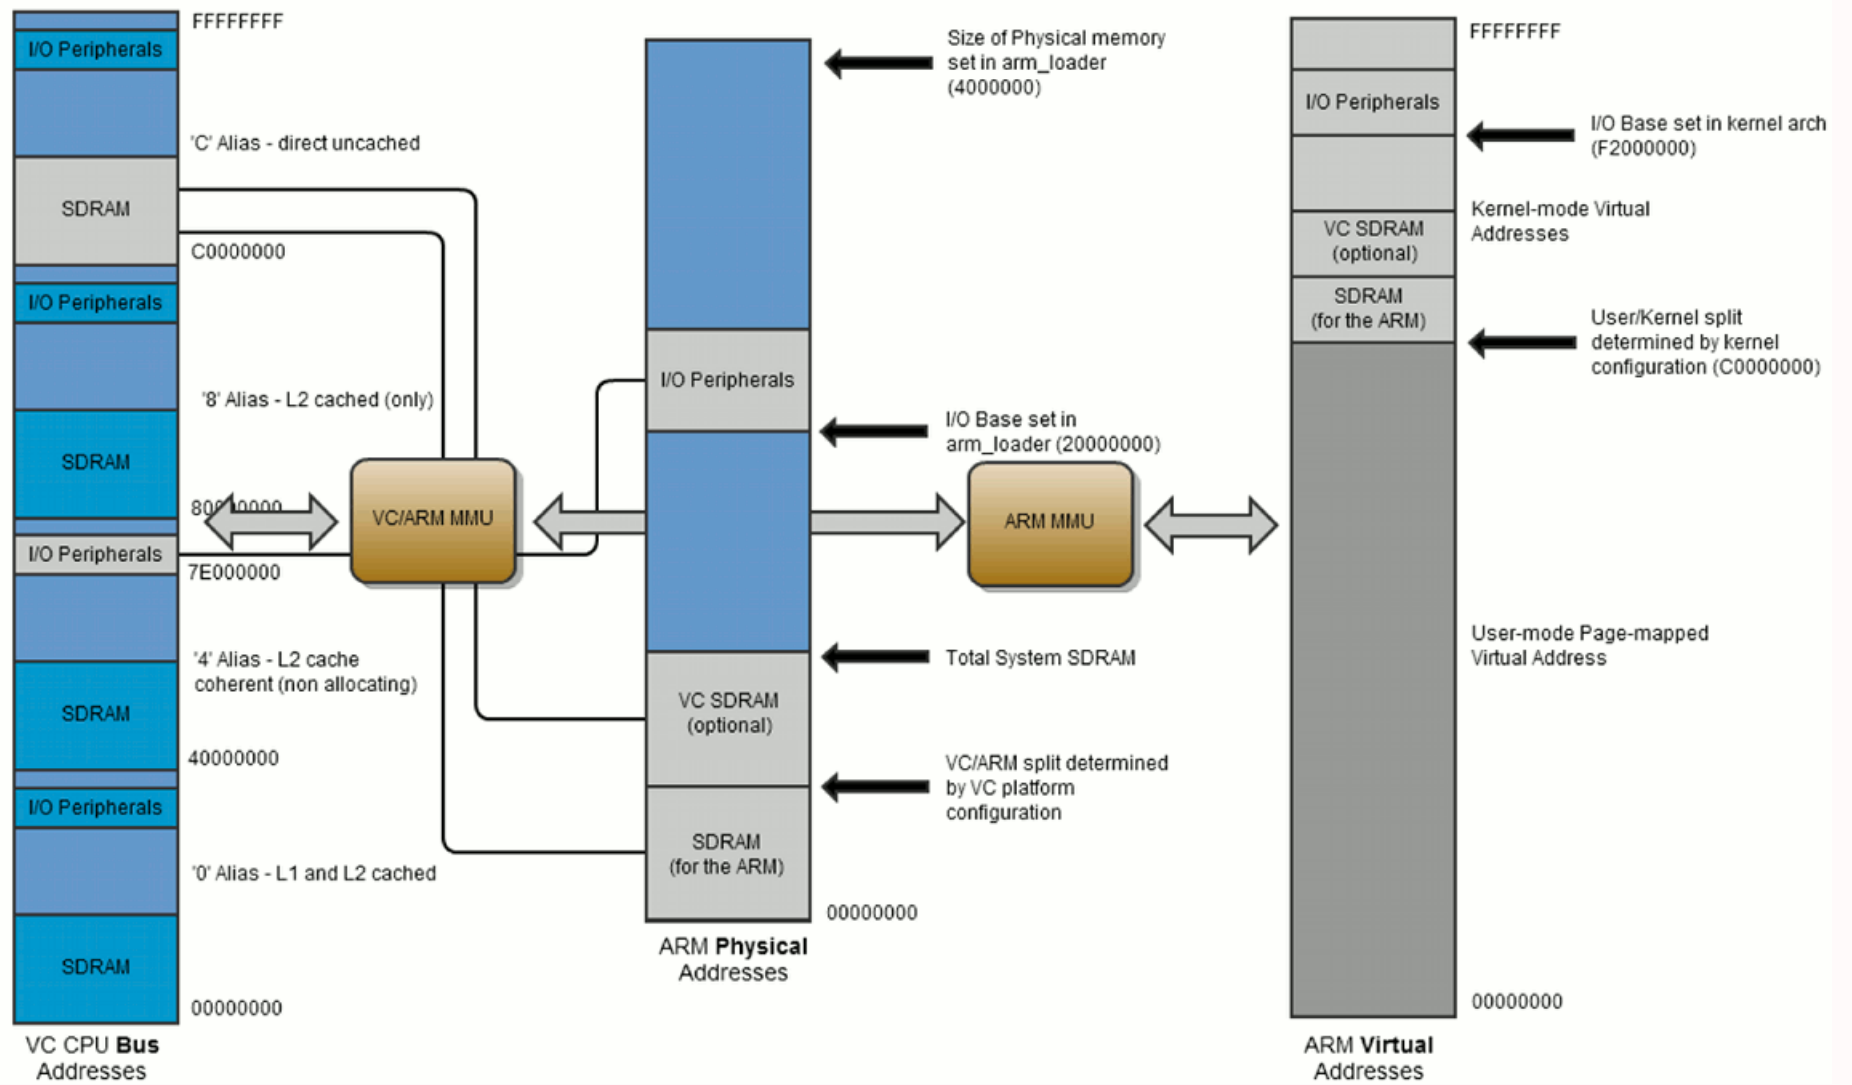 FFFFFFFF
I/O Peripherals
'C' Alias - direct uncached
SDRAM
C0000000
I/O Peripherals
'8' Alias - L2 cached (only)
SDRAM
I/O Peripherals
7E000000
'4' Alias - L2 cache
coherent (non allocating)
SDRAM
40000000
I/O Peripherals
'0' Alias - L1 and L2 cached
SDRAM
00000000
VC CPU Bus
Addresses
VC/ARM MMU
Size of Physical memory
set in arm_loader
(4000000)
I/O Peripherals
I/O Base set in
arm_loader (20000000)
Total System SDRAM
VC SDRAM
(optional)
VC/ARM split determined
by VC platform
configuration
SDRAM
(for the ARM)
00000000
ARM Physical
Addresses
ARM MMU
FFFFFFFF
I/O Peripherals
I/O Base set in kernel arch
(F2000000)
Kernel-mode Virtual
Addresses
VC SDRAM
(optional)
SDRAM
(for the ARM)
User/Kernel split
determined by kernel
configuration (C0000000)
User-mode Page-mapped
Virtual Address
00000000
ARM Virtual
Addresses